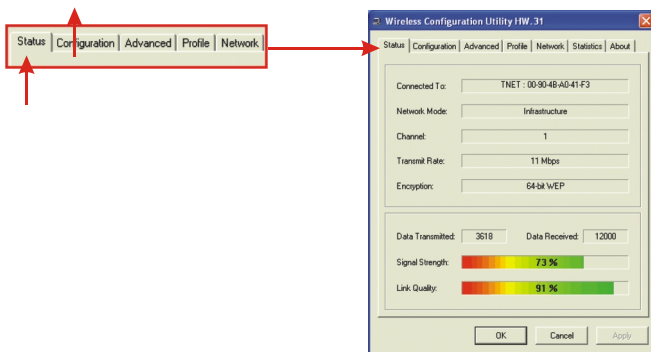 Status Configuration Advanced Profile Network
Wireless Configuration Utility HW.31
Status Configuration Advanced Profile Network Statistics About
Connected To: TNET : 00-90-4B-A0-41-F3
Network Mode: Infrastructure
Channel: 1
Transmit Rate: 11 Mbps
Encryption: 64-bit WEP
Data Transmitted: 3618 Data Received: 12000
Signal Strength: 73 %
Link Quality: 91 %
OK Cancel Apply